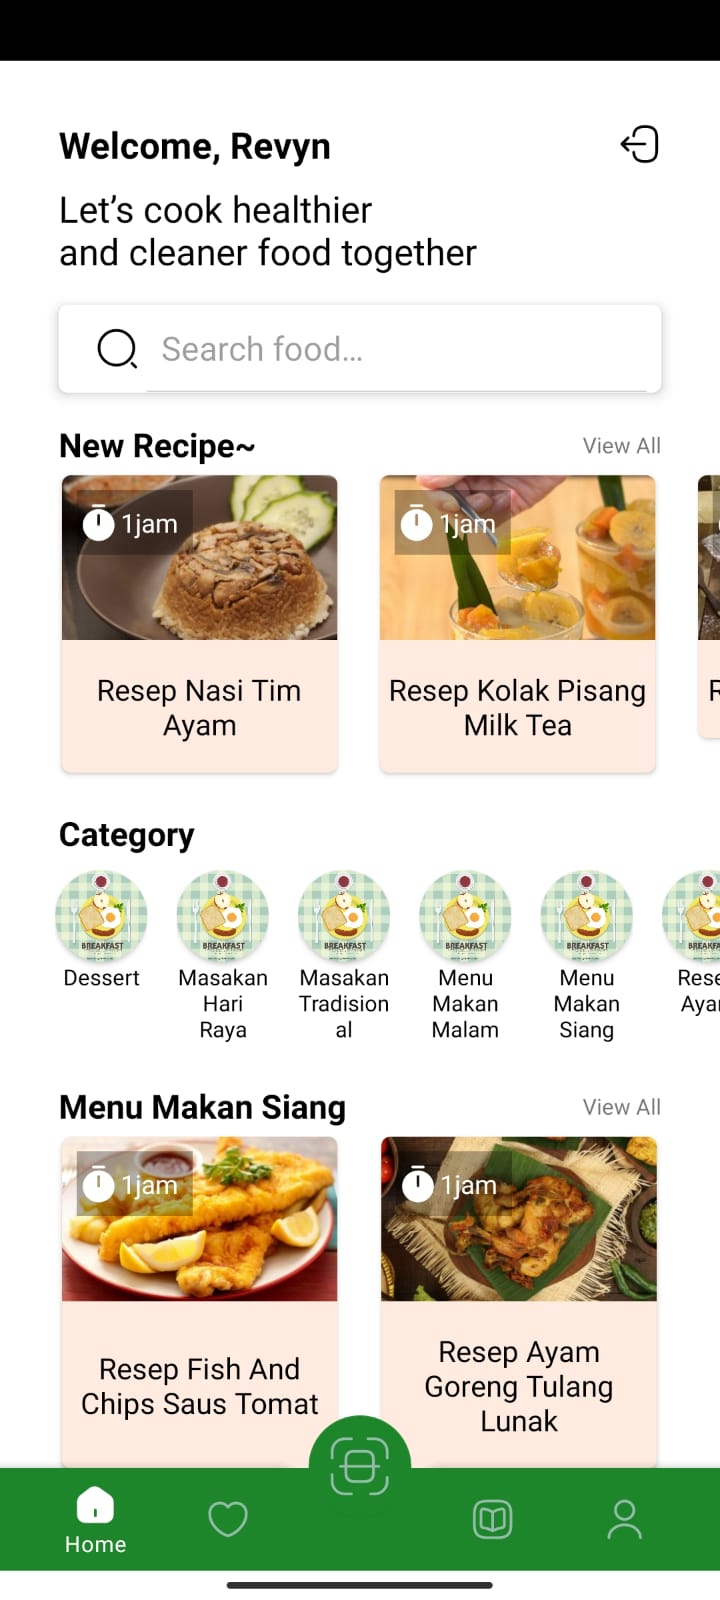 Welcome, Revyn
Let's cook healthier
and cleaner food together
Search food...
New Recipe~
View All
1jam
1jam
Resep Nasi Tim
Ayam
Resep Kolak Pisang
Milk Tea
R
Category
BREAKFAST
BREAKFAST
BREAKFAST
BREAKFAST
BREAKFAST
BREAKFA
Dessert
Masakan
Hari
Raya
Masakan
Tradision
al
Menu
Makan
Malam
Menu
Makan
Siang
Rese
Aya
Menu Makan Siang
View All
1jam
1jam
Resep Fish And
Chips Saus Tomat
Resep Ayam
Goreng Tulang
Lunak
Home